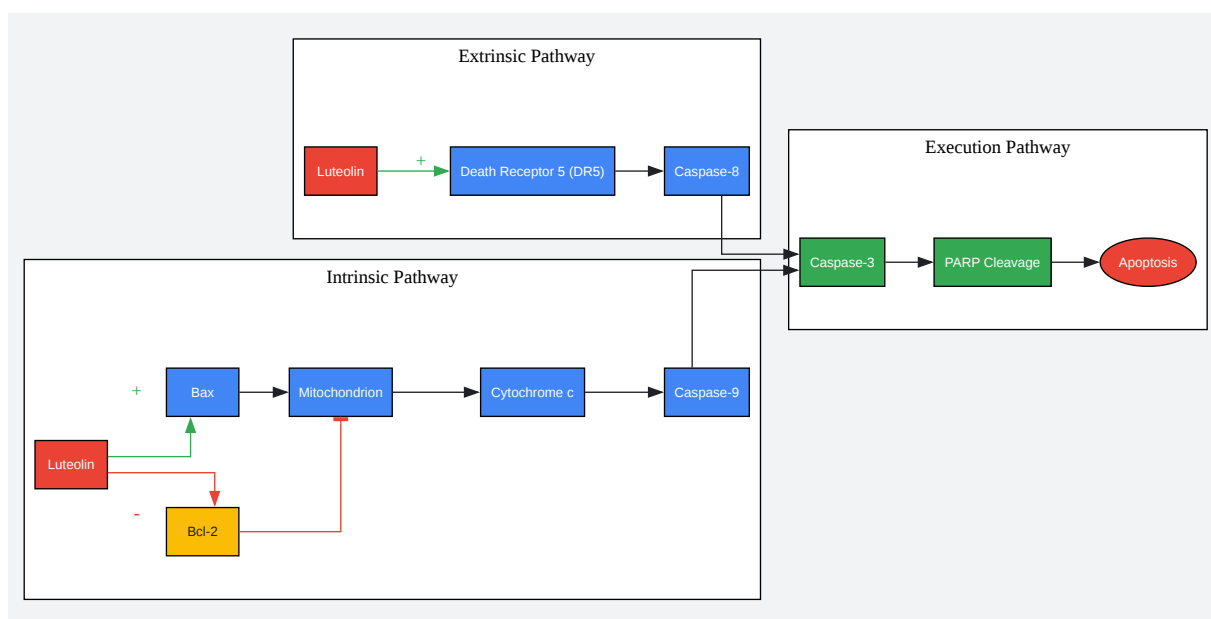 Extrinsic Pathway
Luteolin
+
Death Receptor 5 (DR5)
Caspase-8
Execution Pathway
Caspase-3
PARP Cleavage
Apoptosis
Intrinsic Pathway
+
Bax
Mitochondrion
Cytochrome c
Caspase-9
Luteolin
-
Bcl-2